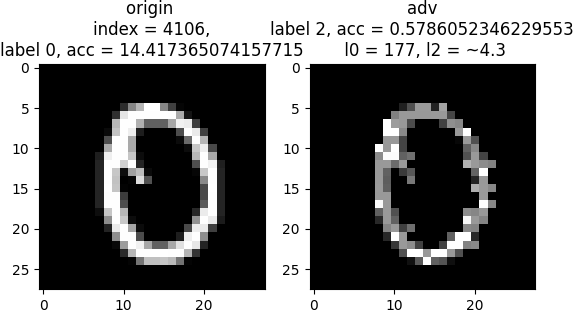 origin
index = 4106,
label 0, acc = 14.417365074157715
adv
label 2, acc = 0.5786052346229553
l0 = 177, l2 = ~4.3
0
5
10
15
20
25
0 10 20
0
5
10
15
20
25
0 10 20